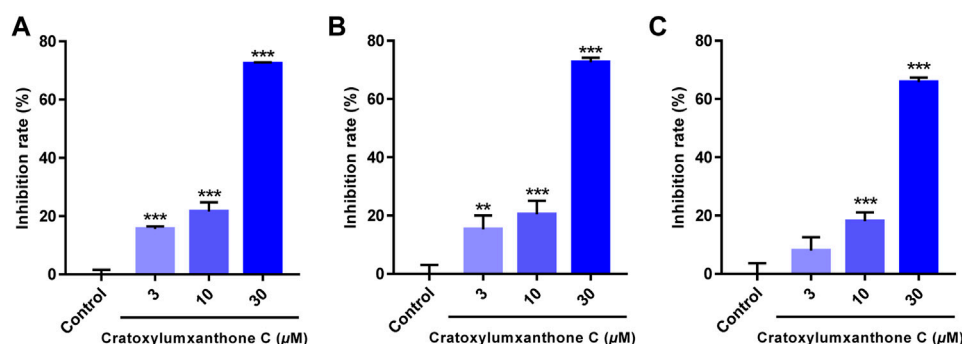 A
Inhibition rate (%)
80
60
40
20
0
***
***
***
Control
3
10
30
Cratoxylumxanthone C (µM)
B
Inhibition rate (%)
80
60
40
20
0
**
***
***
Control
3
10
30
Cratoxylumxanthone C (µM)
C
Inhibition rate (%)
80
60
40
20
0
***
***
Control
3
10
30
Cratoxylumxanthone C (µM)